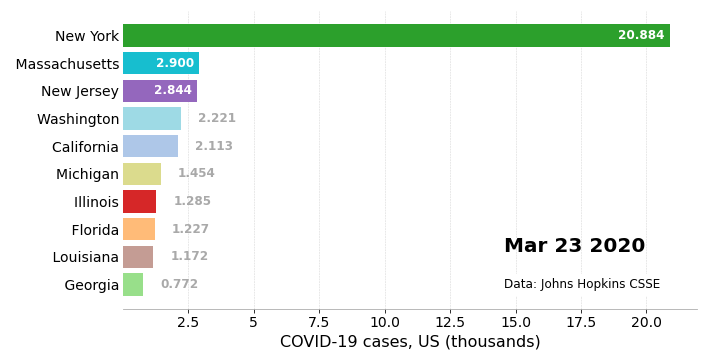 New York 20.884
Massachusetts 2.900
New Jersey 2.844
Washington 2.221
California 2.113
Michigan 1.454
Illinois 1.285
Florida 1.227
Louisiana 1.172
Georgia 0.772
Mar 23 2020
Data: Johns Hopkins CSSE
2.5 5 7.5 10.0 12.5 15.0 17.5 20.0
COVID-19 cases, US (thousands)